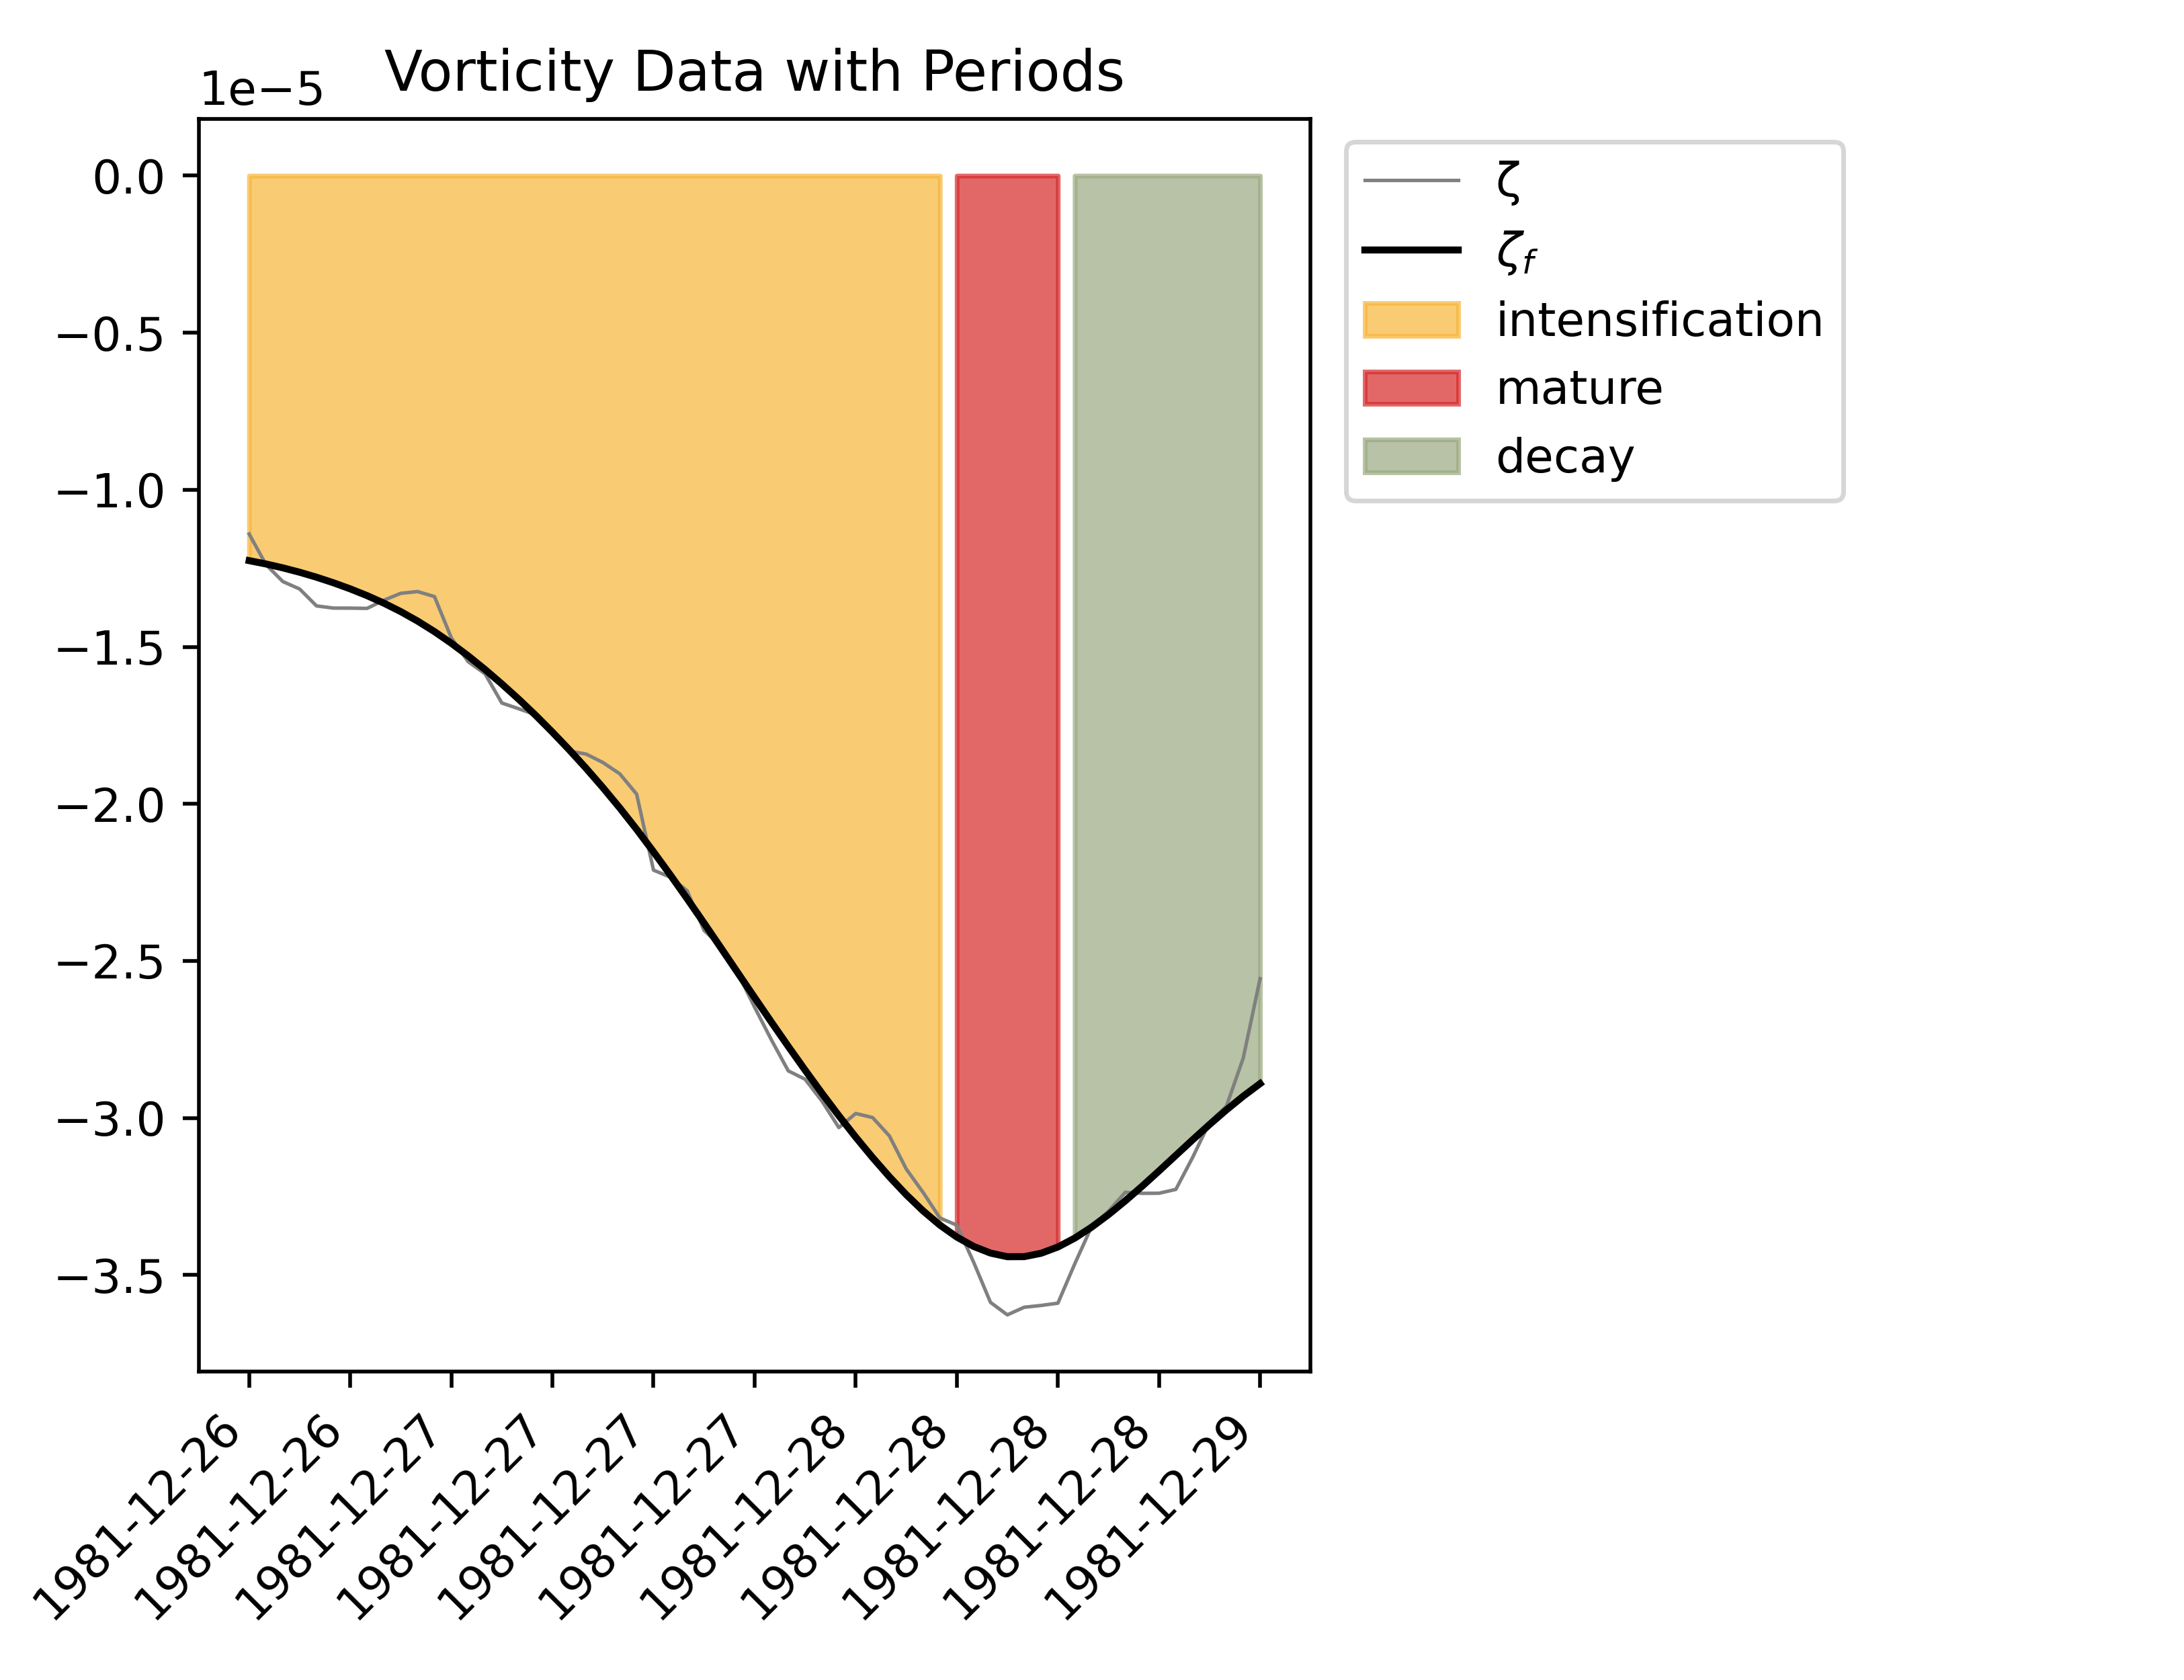 Vorticity Data with Periods
1e−5
0.0
−0.5
−1.0
−1.5
−2.0
−2.5
−3.0
−3.5
1981-12-26
1981-12-26
1981-12-27
1981-12-27
1981-12-27
1981-12-27
1981-12-28
1981-12-28
1981-12-28
1981-12-28
1981-12-29
ζ
ζf
intensification
mature
decay